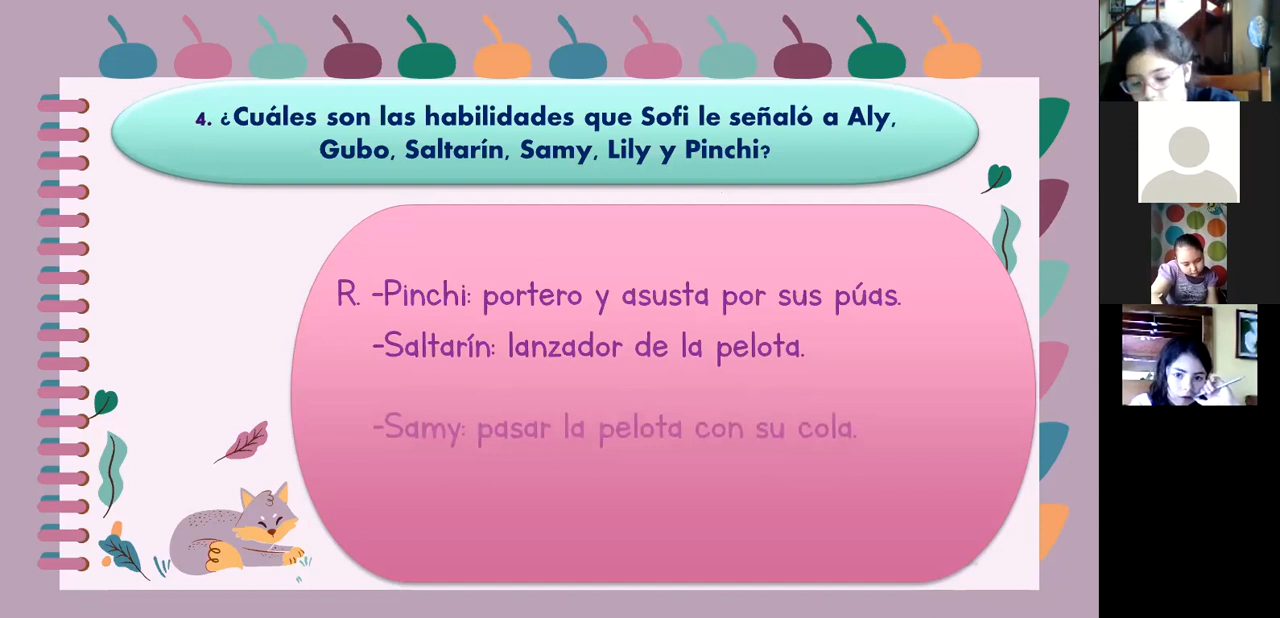 4. ¿Cuáles son las habilidades que Sofi le señaló a Aly,
Gubo, Saltarín, Samy, Lily y Pinchi?
R. -Pinchi: portero y asusta por sus púas.
-Saltarín: lanzador de la pelota.
-Samy: pasar la pelota con su cola.